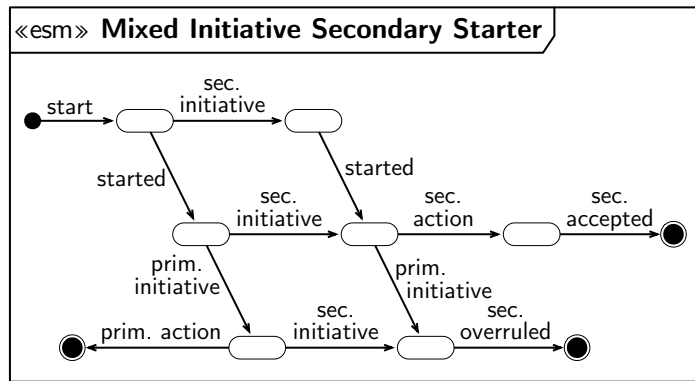 «esm» Mixed Initiative Secondary Starter
start
sec.
initiative
started
started
sec.
initiative
sec.
action
sec.
accepted
prim.
initiative
prim.
initiative
prim. action
sec.
initiative
sec.
overruled